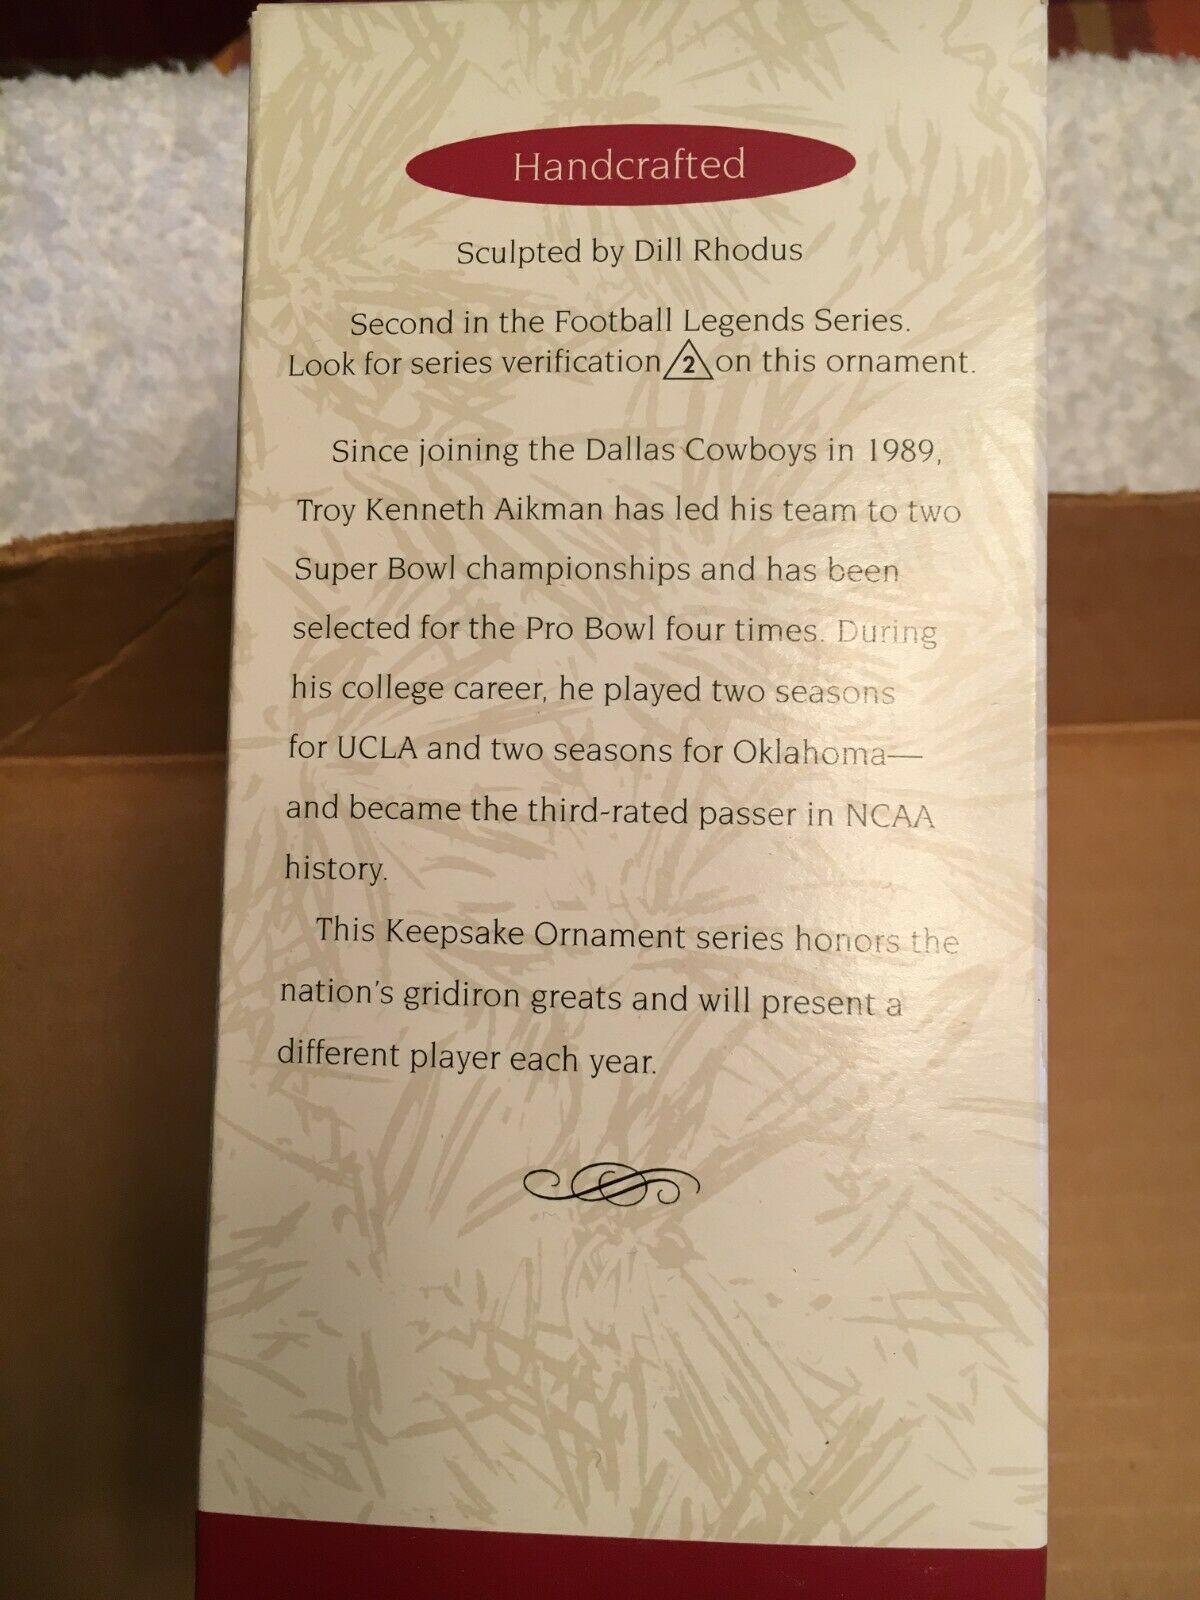 Handcrafted
Sculpted by Dill Rhodus
Second in the Football Legends Series.
Look for series verification 2 on this ornament.
Since joining the Dallas Cowboys in 1989,
Troy Kenneth Aikman has led his team to two
Super Bowl championships and has been
selected for the Pro Bowl four times. During
his college career, he played two seasons
for UCLA and two seasons for Oklahoma—
and became the third-rated passer in NCAA
history.
This Keepsake Ornament series honors the
nation's gridiron greats and will present a
different player each year.